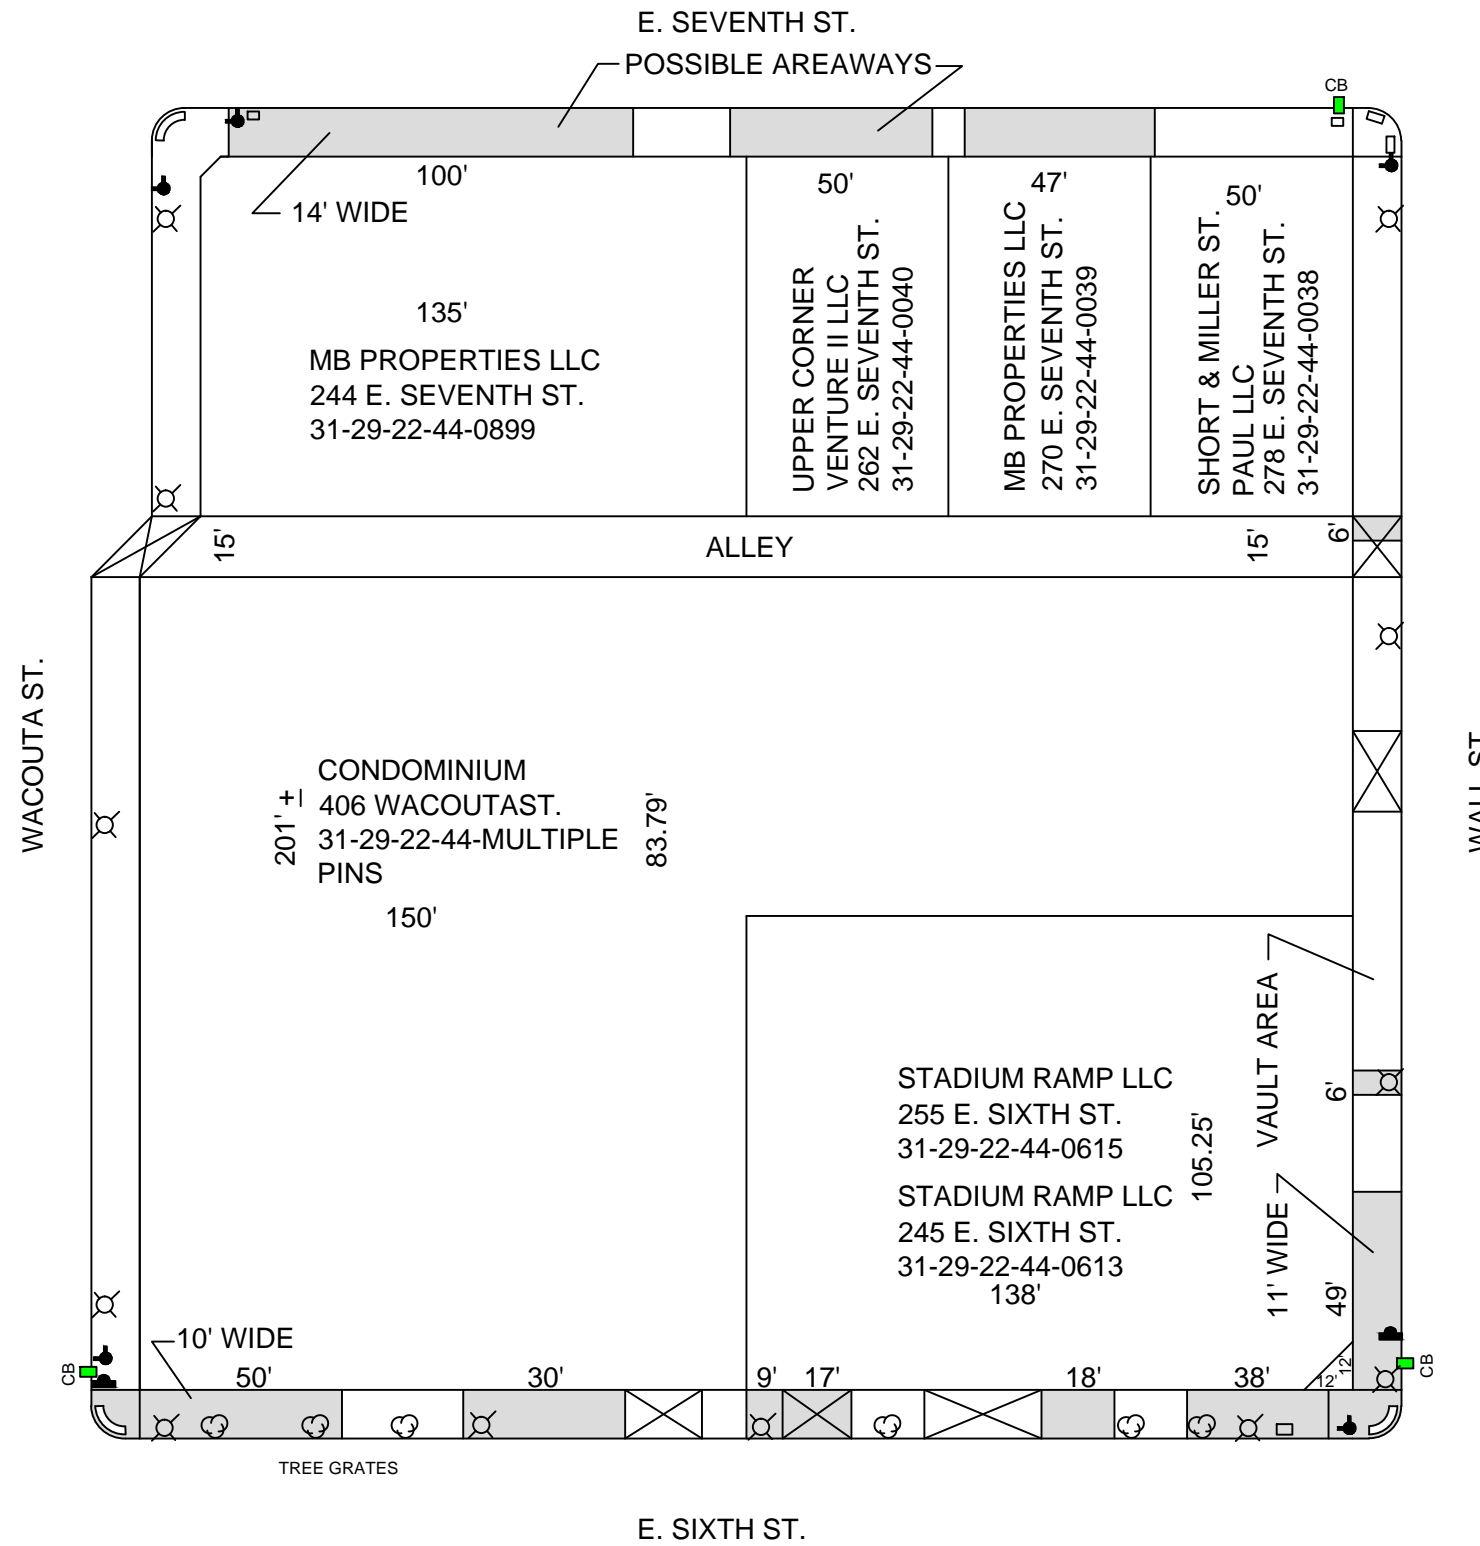 E. SEVENTH ST.
POSSIBLE AREAWAYS
CB
100'
14' WIDE
135'
MB PROPERTIES LLC
244 E. SEVENTH ST.
31-29-22-44-0899
50'
UPPER CORNER
VENTURE II LLC
262 E. SEVENTH ST.
31-29-22-44-0040
47'
MB PROPERTIES LLC
270 E. SEVENTH ST.
31-29-22-44-0039
50'
SHORT & MILLER ST.
PAUL LLC
278 E. SEVENTH ST.
31-29-22-44-0038
15'
ALLEY
15'
6'
WACOUTA ST.
WALL ST.
201' +|
CONDOMINIUM
406 WACOUTAST.
31-29-22-44-MULTIPLE
PINS
83.79'
150'
VAULT AREA
STADIUM RAMP LLC
255 E. SIXTH ST.
31-29-22-44-0615
6'
105.25'
STADIUM RAMP LLC
245 E. SIXTH ST.
31-29-22-44-0613
138'
11' WIDE
49'
10' WIDE
CB
50'
30'
9'
17'
18'
38'
12'
12'
CB
TREE GRATES
E. SIXTH ST.